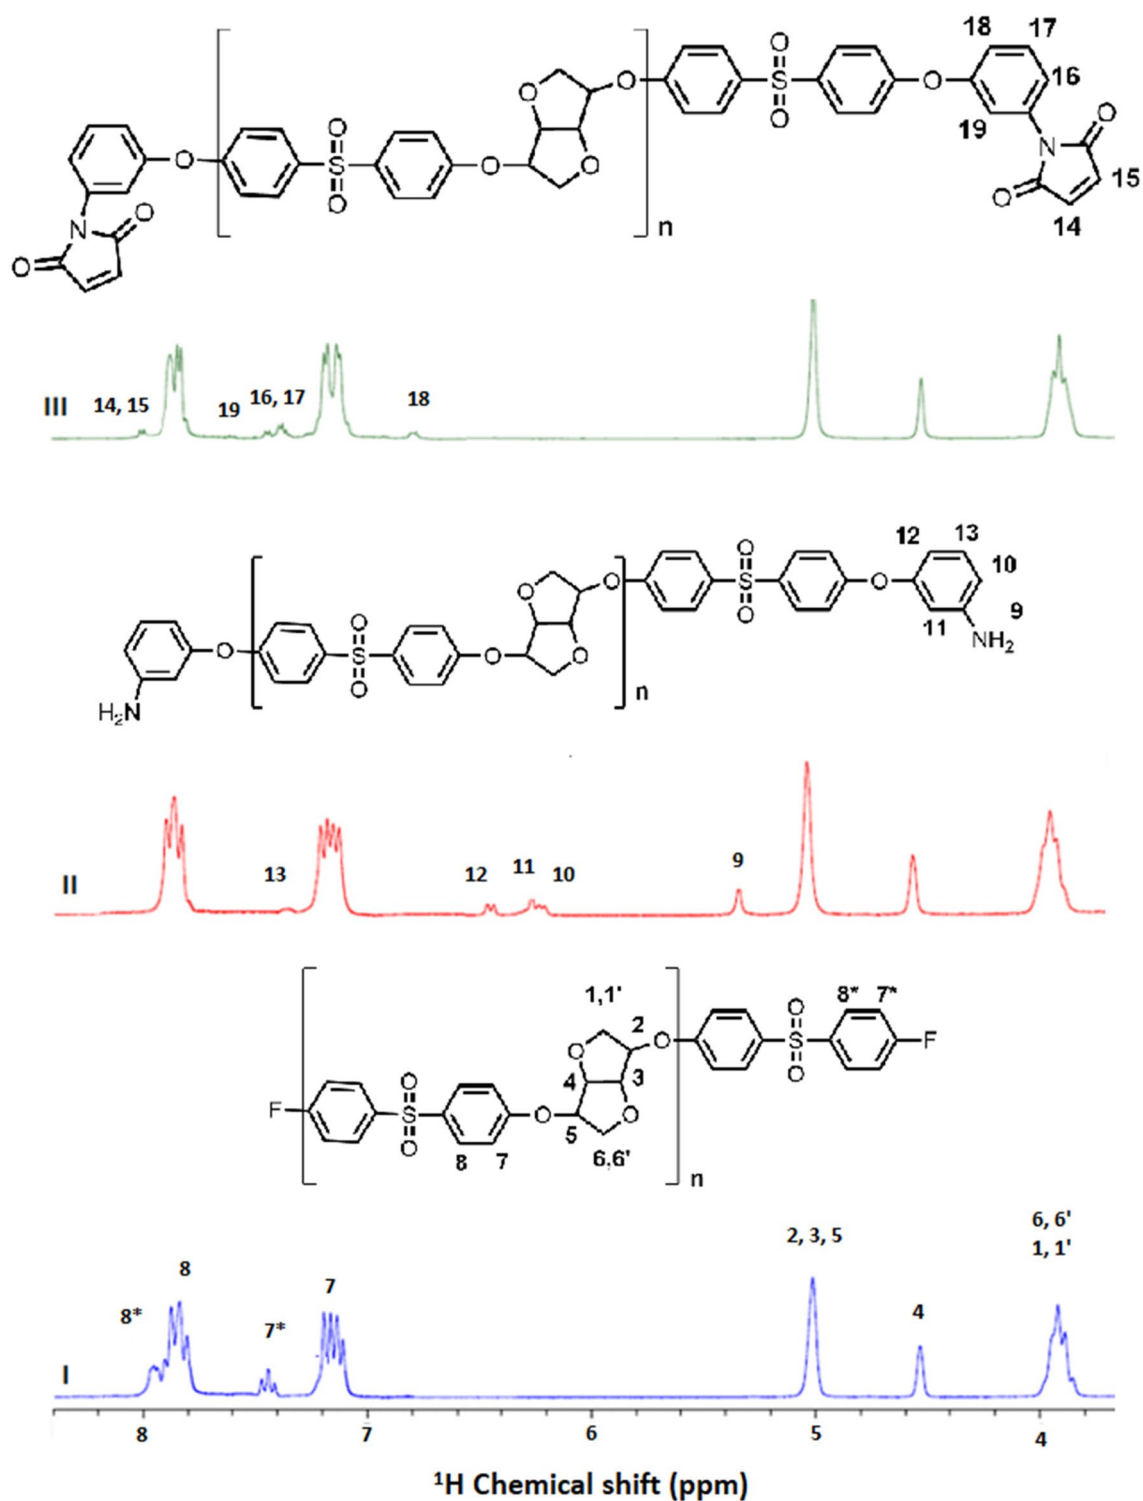 18 17
O O
O O S O 16
O 19 O
O N
O S O O 15
O O
N O n 14
O
III 14, 15 19 16, 17 18
12 13
O O
O O S O 10
O 9
O 11 NH₂
O S O O
O n
H₂N
II 13 12 11 10 9
1,1' 8* 7*
2 O
O O S F
4 3 O
O O
F S O
O 5
8 7 6,6' n
6, 6'
2, 3, 5 1, 1'
8 7
8* 7* 4
I
8 7 6 5 4
¹H Chemical shift (ppm)